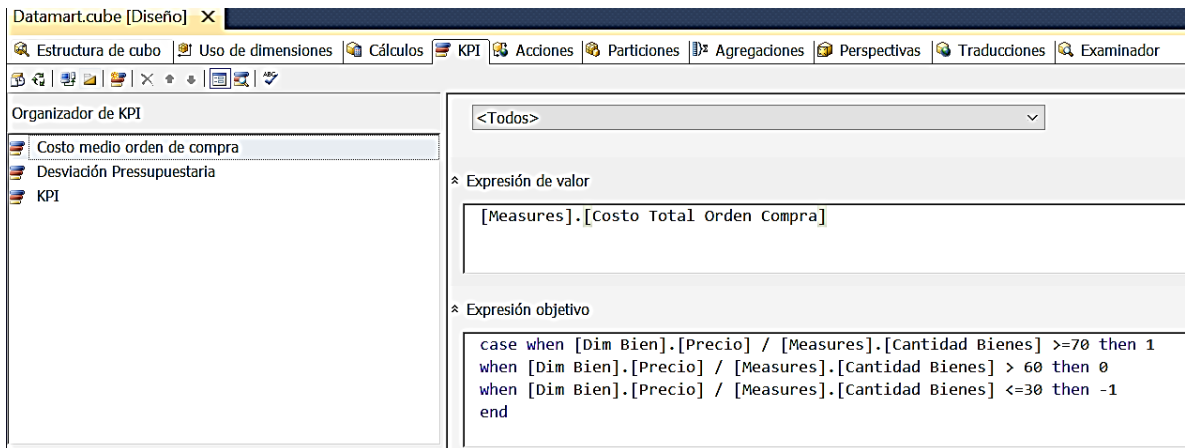 Datamart.cube [Diseño] X
Estructura de cubo Uso de dimensiones Cálculos KPI Acciones Particiones Agregaciones Perspectivas Traducciones Examinador
Organizador de KPI
Costo medio orden de compra
Desviación Pressupuestaria
KPI
<Todos>
Expresión de valor
[Measures].[Costo Total Orden Compra]
Expresión objetivo
case when [Dim Bien].[Precio] / [Measures].[Cantidad Bienes] >=70 then 1
when [Dim Bien].[Precio] / [Measures].[Cantidad Bienes] > 60 then 0
when [Dim Bien].[Precio] / [Measures].[Cantidad Bienes] <=30 then -1
end